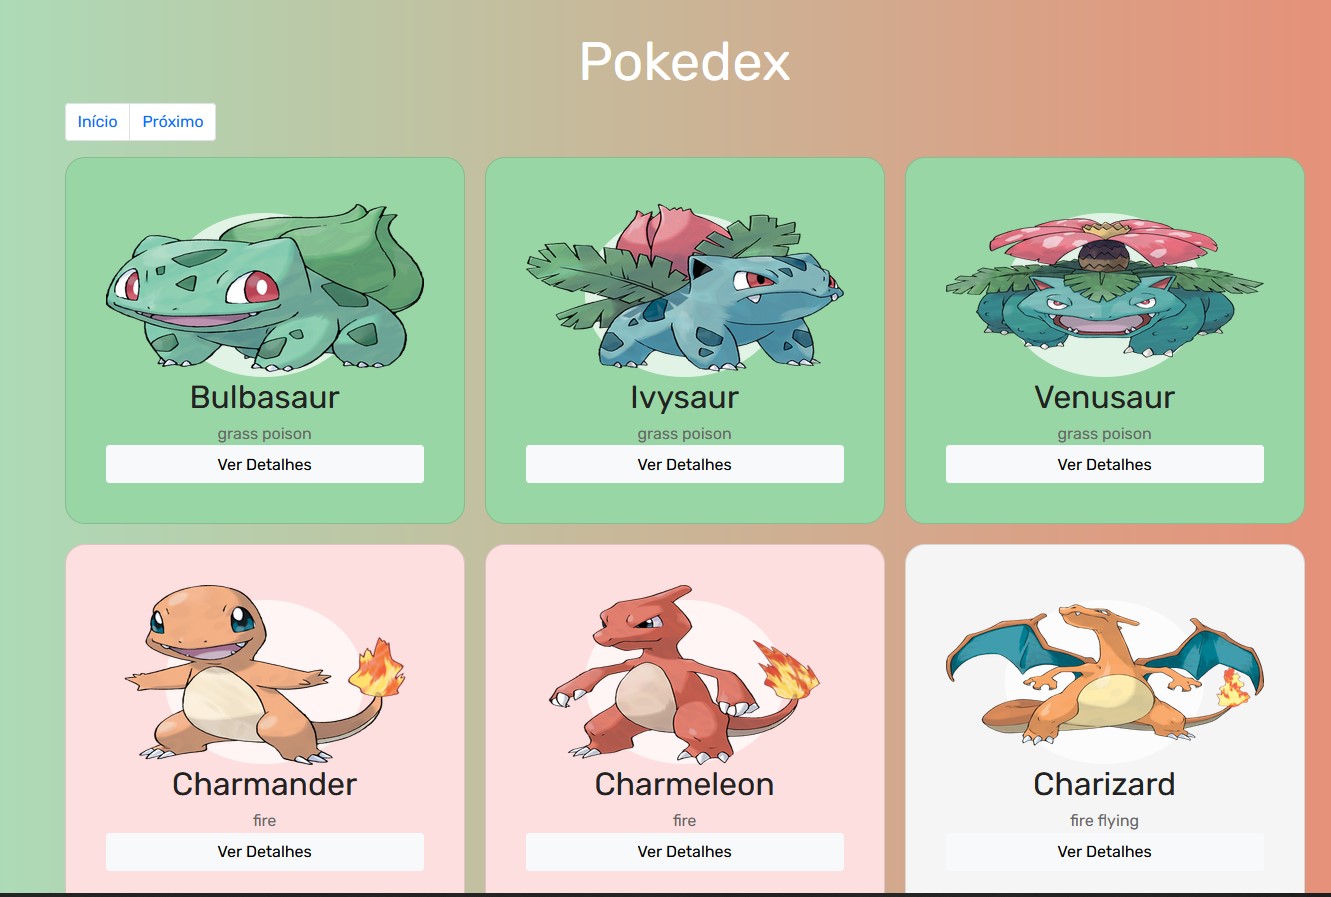 Pokedex
Início Próximo
Bulbasaur
grass poison
Ver Detalhes
Ivysaur
grass poison
Ver Detalhes
Venusaur
grass poison
Ver Detalhes
Charmander
fire
Ver Detalhes
Charmeleon
fire
Ver Detalhes
Charizard
fire flying
Ver Detalhes